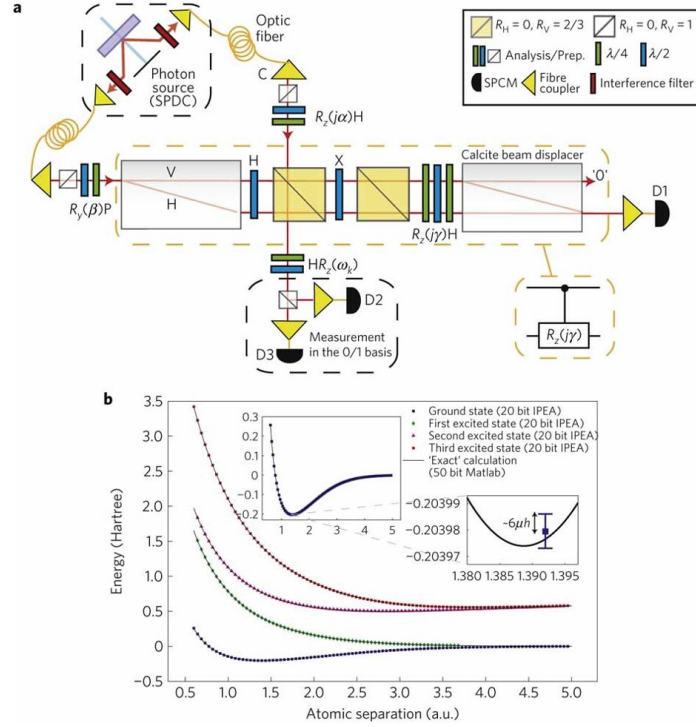 a
Optic
fiber
Photon
source
(SPDC)
C
R_z(jα)H
R_H = 0, R_V = 2/3
R_H = 0, R_V = 1
Analysis/Prep.
λ/4
λ/2
SPCM
Fibre
coupler
Interference filter
R_y(β)P
V
H
H
X
R_z(jγ)H
Calcite beam displacer
'0'
D1
HR_z(ω_k)
D2
D3
Measurement
in the 0/1 basis
R_z(jγ)
b
Energy (Hartree)
3.5
3.0
2.5
2.0
1.5
1.0
0.5
0
−0.5
0.5 1.0 1.5 2.0 2.5 3.0 3.5 4.0 4.5 5.0
Atomic separation (a.u.)
0.3
0.2
0.1
0
−0.1
−0.2
1 2 3 4 5
Ground state (20 bit IPEA)
First excited state (20 bit IPEA)
Second excited state (20 bit IPEA)
Third excited state (20 bit IPEA)
'Exact' calculation
(50 bit Matlab)
−0.20399
−0.20398
−0.20397
~6μh
1.380 1.385 1.390 1.395